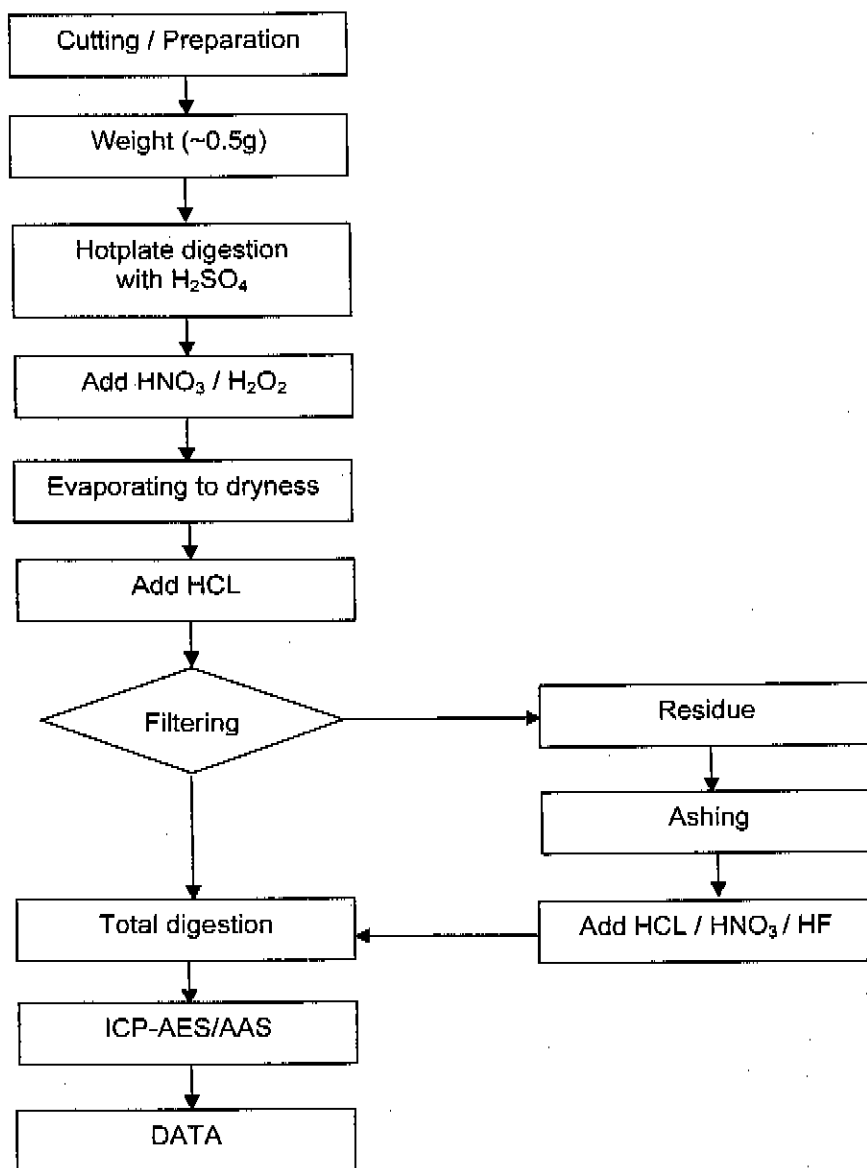 Cutting / Preparation
Weight (~0.5g)
Hotplate digestion
with H₂SO₄
Add HNO₃ / H₂O₂
Evaporating to dryness
Add HCL
Filtering
Residue
Ashing
Add HCL / HNO₃ / HF
Total digestion
ICP-AES/AAS
DATA